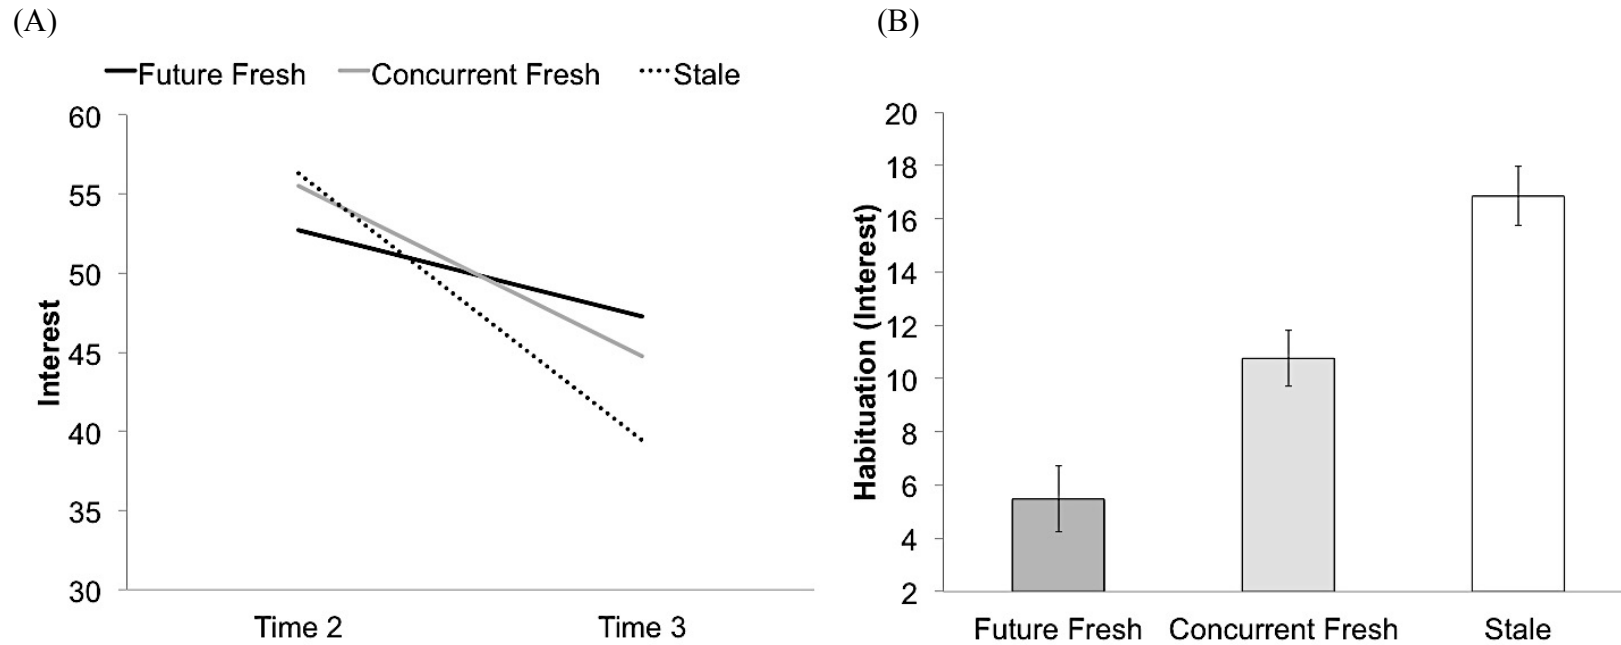 (A)
Future Fresh Concurrent Fresh Stale
60
55
50
45
40
35
30
Interest
Time 2 Time 3
(B)
20
18
16
14
12
10
8
6
4
2
Habituation (Interest)
Future Fresh Concurrent Fresh Stale